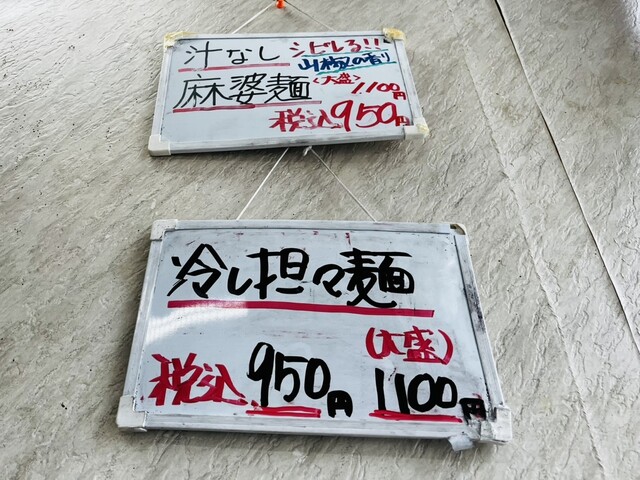 汁なし シビレる!!
山椒の香り
麻婆麺 (大盛) 1,100円
税込950円
冷し担々麺
(大盛)
税込 950円 1100円